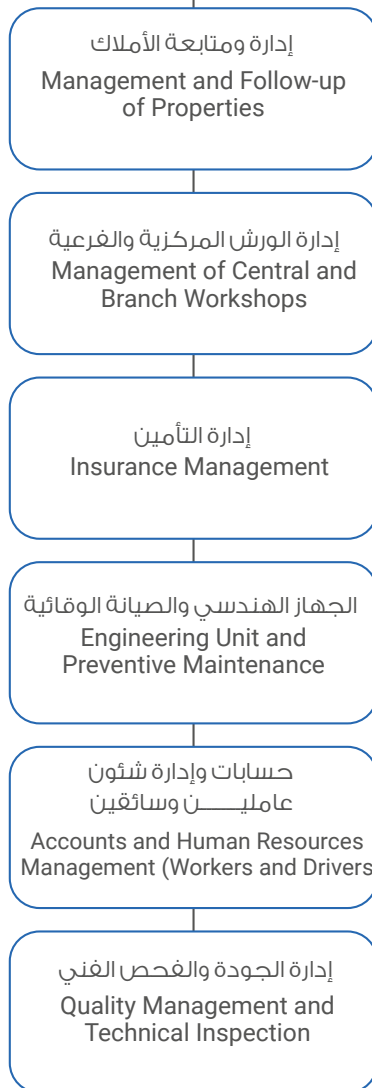 إدارة ومتابعة الأملاك
Management and Follow-up
of Properties
إدارة الورش المركزية والفرعية
Management of Central and
Branch Workshops
إدارة التأمين
Insurance Management
الجهاز الهندسي والصيانة الوقائية
Engineering Unit and
Preventive Maintenance
حسابات وإدارة شئون
عامليـــــن وسائقين
Accounts and Human Resources
Management (Workers and Drivers
إدارة الجودة والفحص الفني
Quality Management and
Technical Inspection